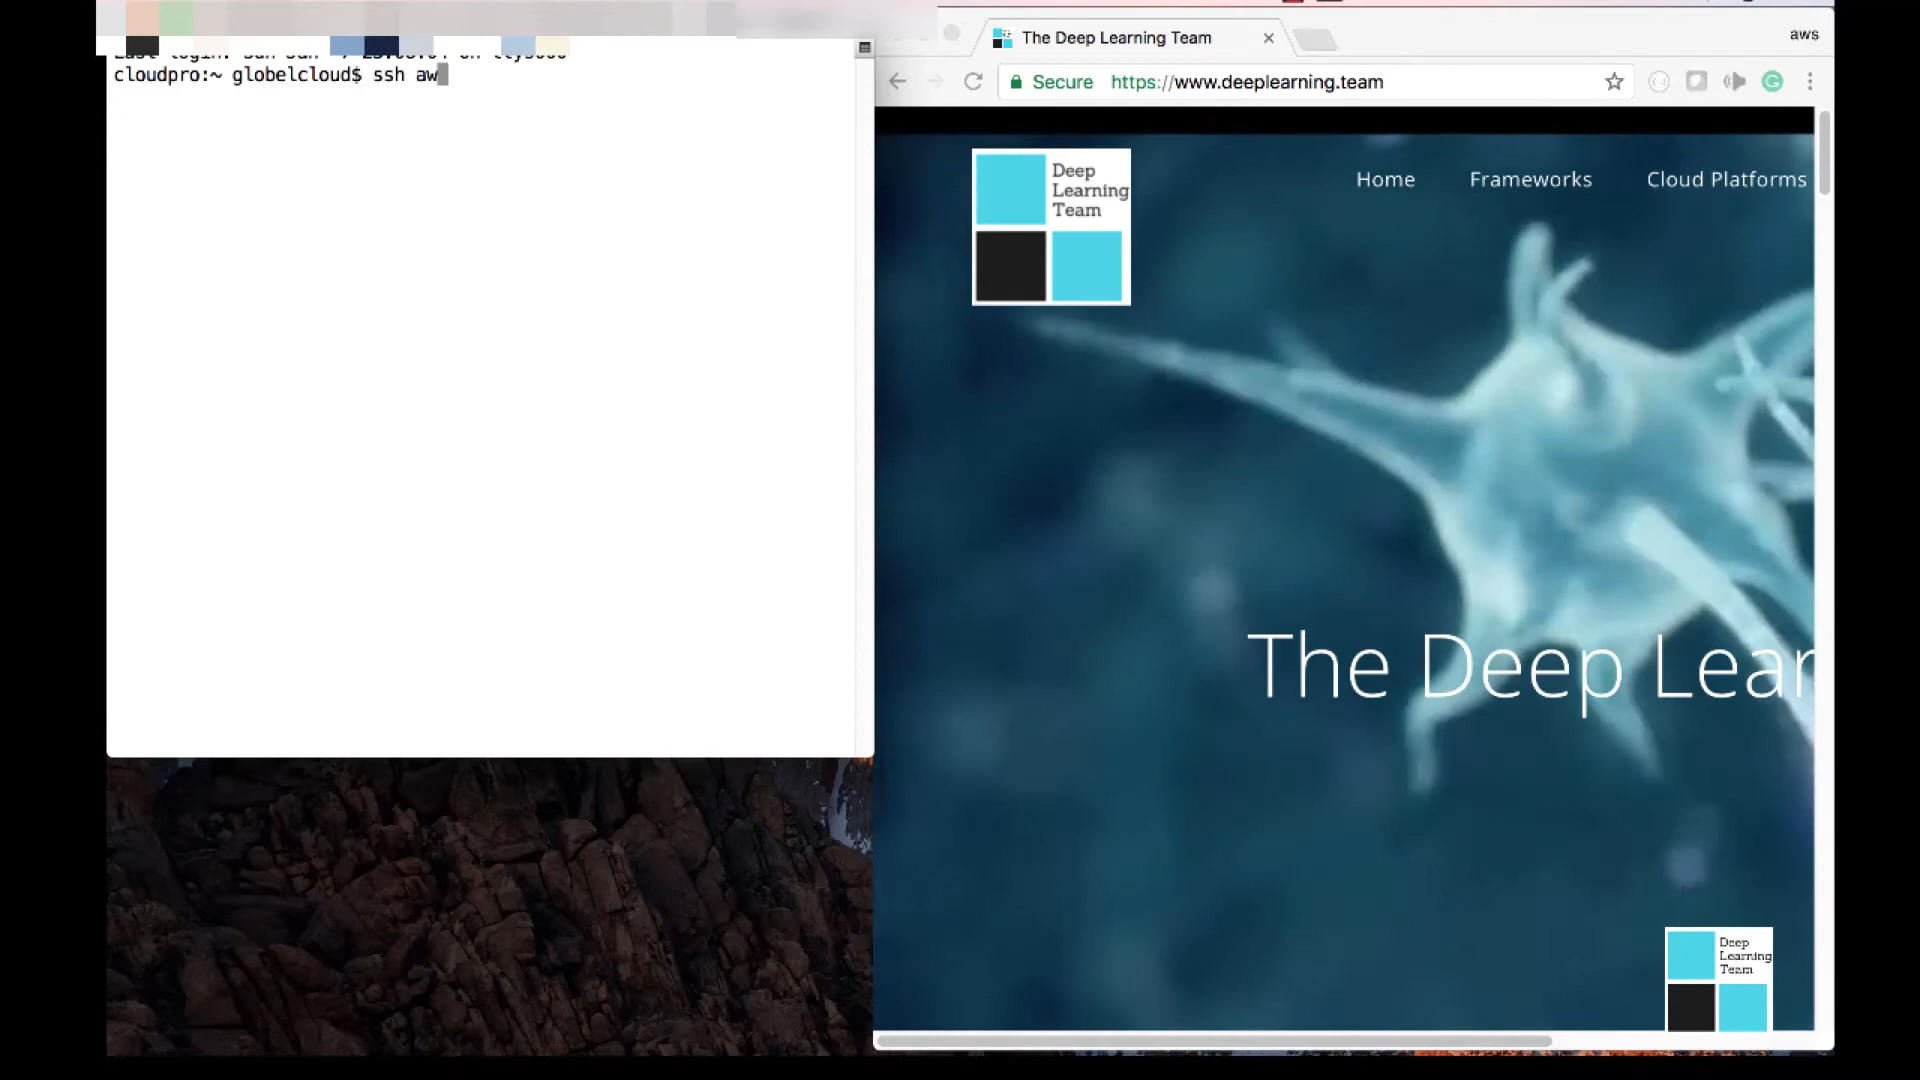 cloudpro:~ globelcloud$ ssh aw
The Deep Learning Team
aws
Secure https://www.deeplearning.team
Deep
Learning
Team
Home Frameworks Cloud Platforms
The Deep Lear
Deep
Learning
Team